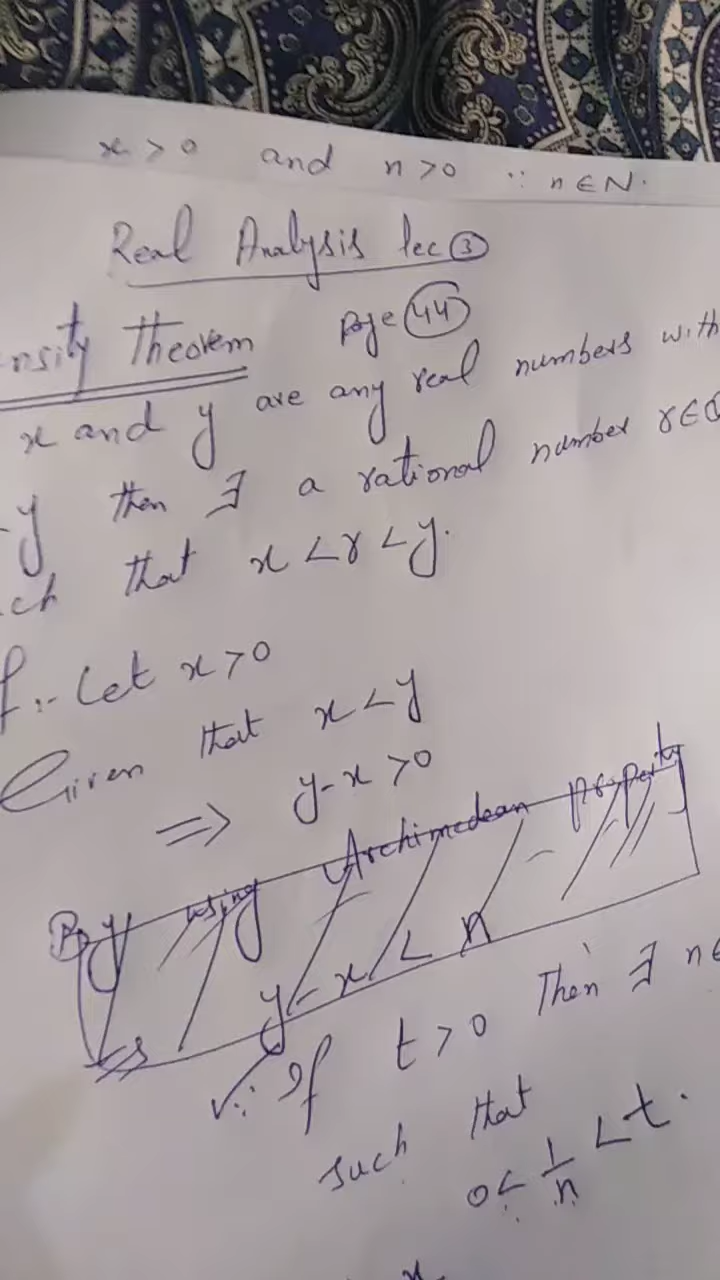 x > 0 and n > 0 ∵ n ∈ N.
Real Analysis lec ③
nsity Theorem page 44
x and y are any real numbers with
y then ∃ a rational number r ∈ Q
ch that x < r < y.
f:- Let x > 0
Given that x < y
⇒ y - x > 0
By using Archimedean property
y - x < n
∵ If t > 0 Then ∃ n ∈
such that
0 < 1/n < t.
x